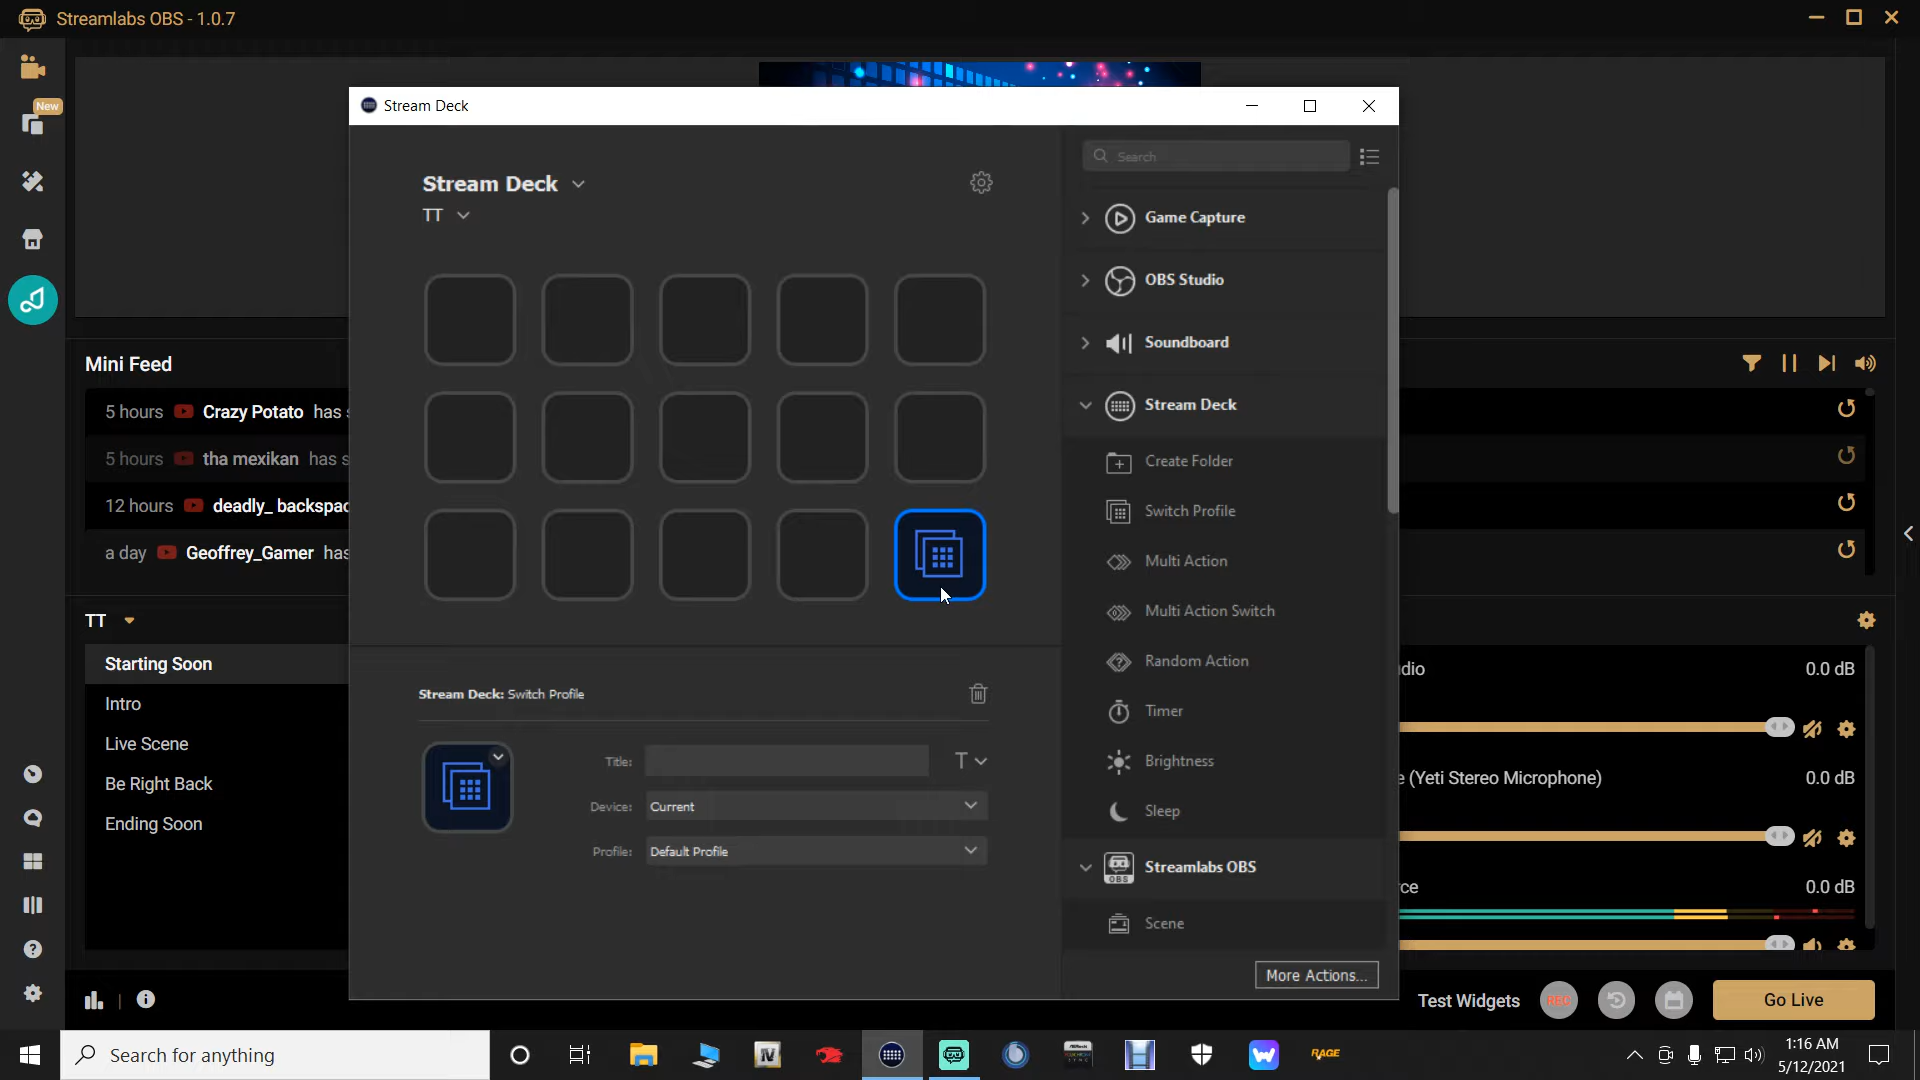 Streamlabs OBS - 1.0.7
New
Stream Deck
Stream Deck
TT
Search
Game Capture
OBS Studio
Soundboard
Stream Deck
Create Folder
Switch Profile
Multi Action
Multi Action Switch
Random Action
Timer
Brightness
Sleep
Streamlabs OBS
OBS
Scene
More Actions...
Stream Deck: Switch Profile
Title:
T
Device: Current
Profile: Default Profile
Mini Feed
5 hours Crazy Potato has s
5 hours tha mexikan has s
12 hours deadly_ backspac
a day Geoffrey_Gamer has
TT
Starting Soon
Intro
Live Scene
Be Right Back
Ending Soon
dio 0.0 dB
e (Yeti Stereo Microphone) 0.0 dB
rce 0.0 dB
Test Widgets
REC
Go Live
Search for anything
IV
RAGE
1:16 AM
5/12/2021